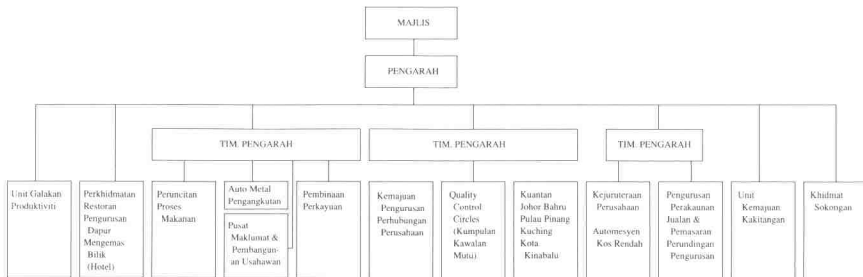 MAJLIS
PENGARAH
TIM. PENGARAH
TIM. PENGARAH
TIM. PENGARAH
Unit Galakan
Produktiviti
Perkhidmatan
Restoran
Pengurusan
Dapur
Mengemas
Bilik
(Hotel)
Peruncitan
Proses
Makanan
Auto Metal
Pengangkutan
Pusat
Maklumat &
Pembangun-
an Usahawan
Pembinaan
Perkayuan
Kemajuan
Pengurusan
Perhubungan
Perusahaan
Quality
Control
Circles
(Kumpulan
Kawalan
Mutu)
Kuantan
Johor Bahru
Pulau Pinang
Kuching
Kota
Kinabalu
Kejuruteraan
Perusahaan
Automesyen
Kos Rendah
Pengurusan
Perakaunan
Jualan &
Pemasaran
Perundingan
Pengurusan
Unit
Kemajuan
Kakitangan
Khidmat
Sokongan